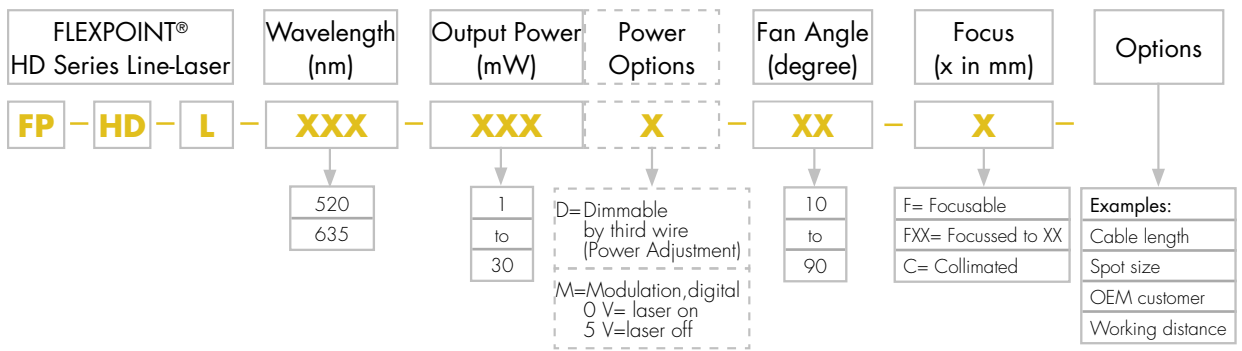 FLEXPOINT®
HD Series Line-Laser
Wavelength
(nm)
Output Power
(mW)
Power
Options
Fan Angle
(degree)
Focus
(x in mm)
Options
FP – HD – L – XXX – XXX X – XX – X –
520
635
1
to
30
D= Dimmable
by third wire
(Power Adjustment)
M=Modulation,digital
0 V= laser on
5 V=laser off
10
to
90
F= Focusable
FXX= Focussed to XX
C= Collimated
Examples:
Cable length
Spot size
OEM customer
Working distance